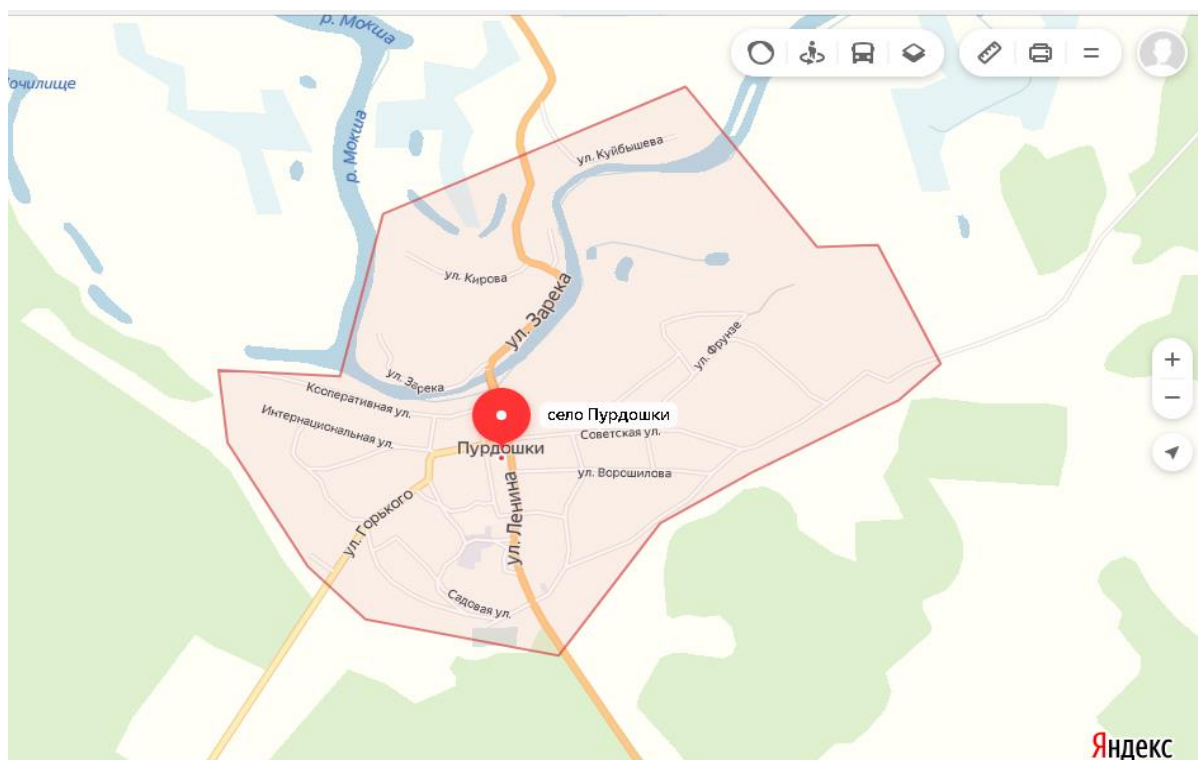 р. Мокша
очилище
р. Мокша
ул. Куйбышева
ул. Кирова
ул. Зарека
ул. Фрунзе
ул. Зарека
Кооперативная ул.
село Пурдошки
Интернациональная ул.
Советская ул.
Пурдошки
ул. Ворошилова
ул. Горького
ул. Ленина
Садовая ул.
Яндекс